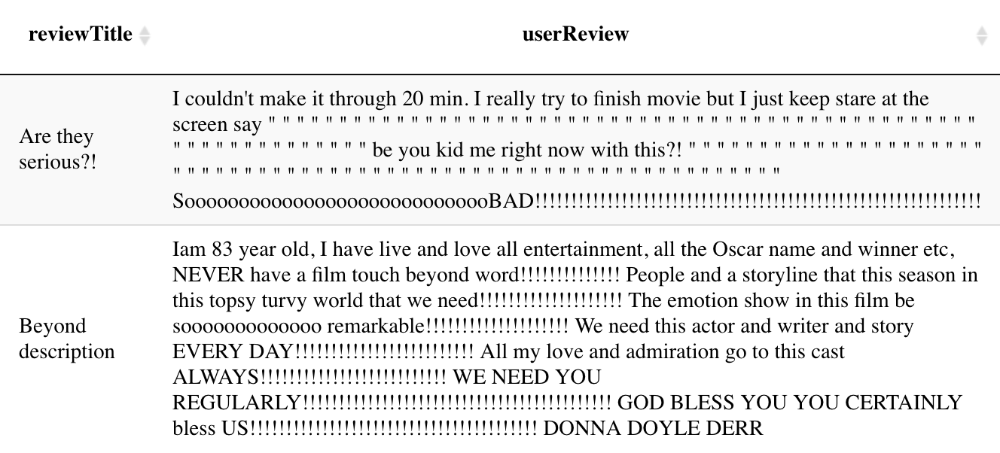 reviewTitle userReview
Are they
serious?!
I couldn't make it through 20 min. I really try to finish movie but I just keep stare at the
screen say " " " " " " " " " " " " " " " " " " " " " " " " " " " " " " " " " " " " " " " " " " " " " " " " " "
" " " " " " " " " " " " " " be you kid me right now with this?! " " " " " " " " " " " " " " " " " " " " "
" " " " " " " " " " " " " " " " " " " " " " " " " " " " " " " " " " " " " " " " " " "
SooooooooooooooooooooooooooooBAD!!!!!!!!!!!!!!!!!!!!!!!!!!!!!!!!!!!!!!!!!!!!!!!!!!!!!!!!!!!!!!
Beyond
description
Iam 83 year old, I have live and love all entertainment, all the Oscar name and winner etc,
NEVER have a film touch beyond word!!!!!!!!!!!!!! People and a storyline that this season in
this topsy turvy world that we need!!!!!!!!!!!!!!!!!!!! The emotion show in this film be
sooooooooooooo remarkable!!!!!!!!!!!!!!!!!!!! We need this actor and writer and story
EVERY DAY!!!!!!!!!!!!!!!!!!!!!!!!! All my love and admiration go to this cast
ALWAYS!!!!!!!!!!!!!!!!!!!!!!!!!! WE NEED YOU
REGULARLY!!!!!!!!!!!!!!!!!!!!!!!!!!!!!!!!!!!!!!!!!!! GOD BLESS YOU YOU CERTAINLY
bless US!!!!!!!!!!!!!!!!!!!!!!!!!!!!!!!!!!!!!!!! DONNA DOYLE DERR